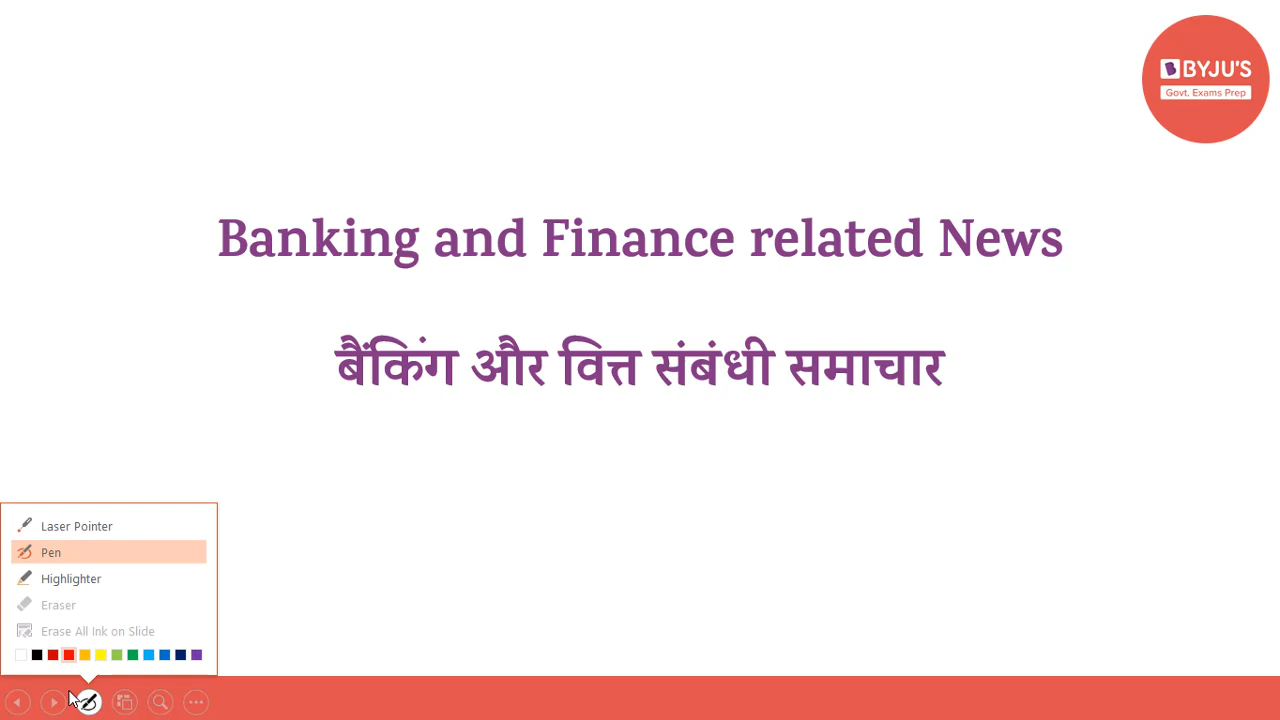 BYJU'S
Govt. Exams Prep
Banking and Finance related News
बैंकिंग और वित्त संबंधी समाचार
Laser Pointer
Pen
Highlighter
Eraser
Erase All Ink on Slide